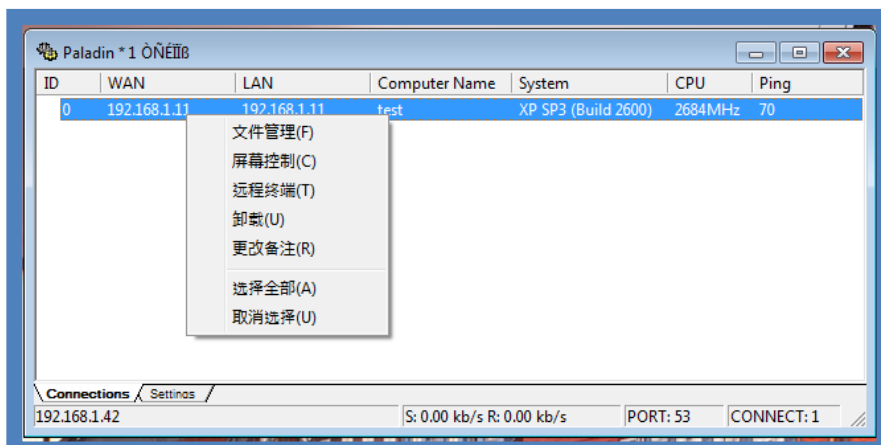 Paladin *1 ÒÑÉÏÏß
ID WAN LAN Computer Name System CPU Ping
0 192.168.1.11 192.168.1.11 test XP SP3 (Build 2600) 2684MHz 70
文件管理(F)
屏幕控制(C)
远程终端(T)
卸载(U)
更改备注(R)
选择全部(A)
取消选择(U)
Connections Settings
192.168.1.42 S: 0.00 kb/s R: 0.00 kb/s PORT: 53 CONNECT: 1